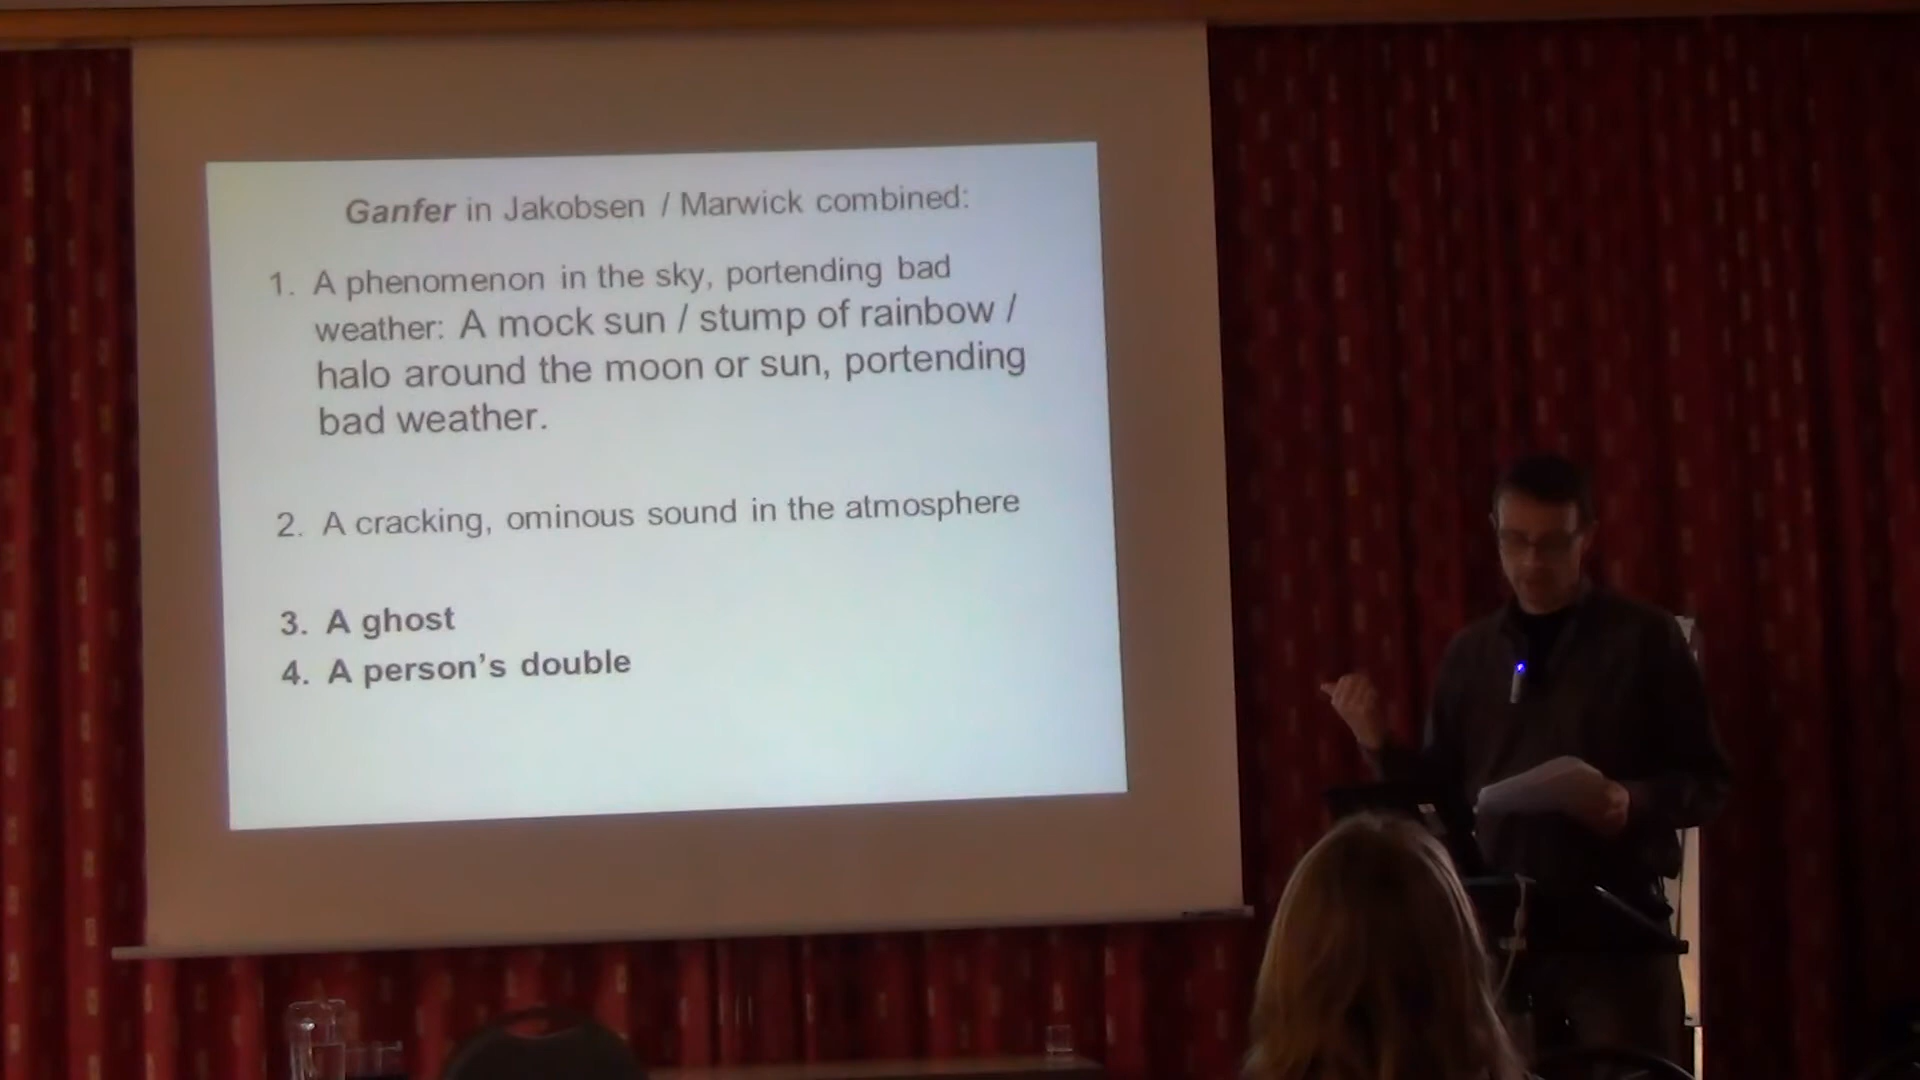 Ganfer in Jakobsen / Marwick combined:
1. A phenomenon in the sky, portending bad
weather: A mock sun / stump of rainbow /
halo around the moon or sun, portending
bad weather.
2. A cracking, ominous sound in the atmosphere
3. A ghost
4. A person's double